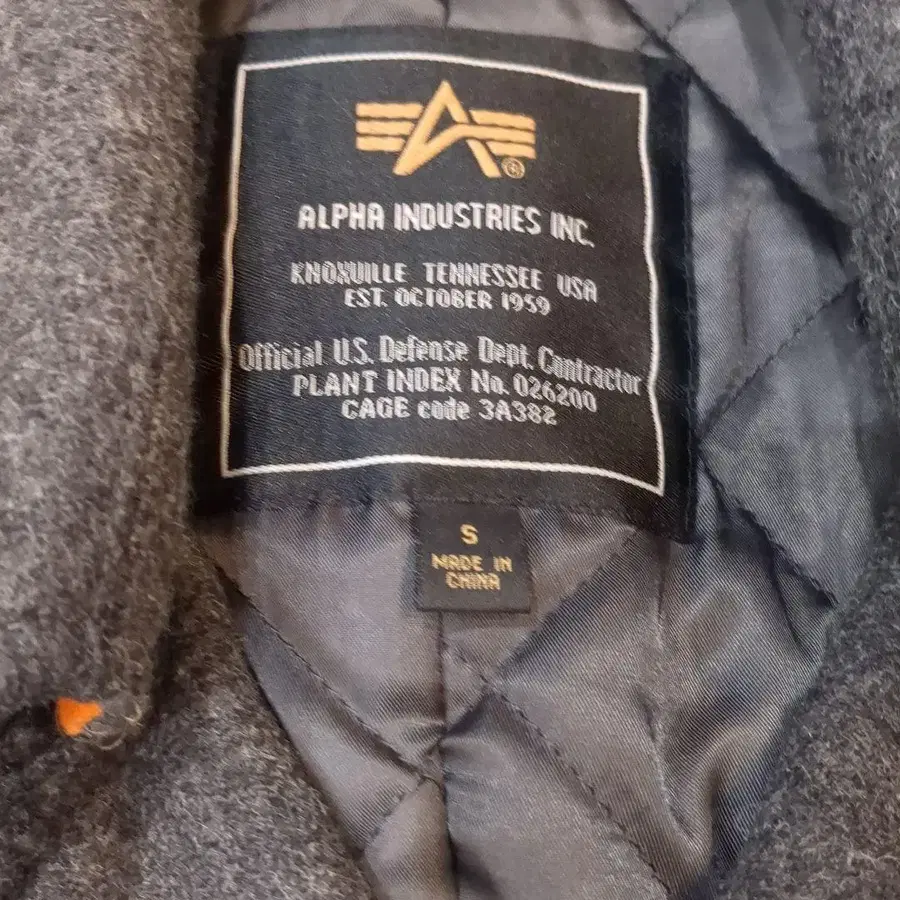 ALPHA INDUSTRIES INC.
KNOXVILLE TENNESSEE USA
EST. OCTOBER 1959
Official U.S. Defense Dept. Contractor
PLANT INDEX No. 026200
CAGE code 3A382
S
MADE IN
CHINA